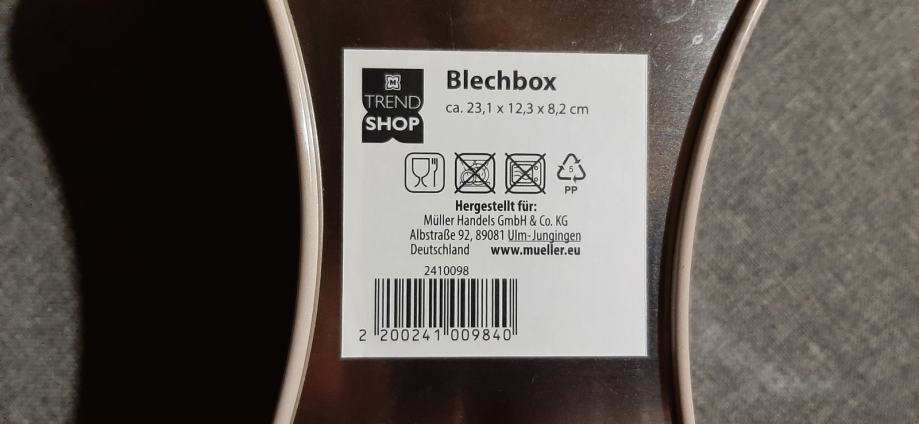 TREND
SHOP
Blechbox
ca. 23,1 x 12,3 x 8,2 cm
5
PP
Hergestellt für:
Müller Handels GmbH & Co. KG
Albstraße 92, 89081 Ulm-Jungingen
Deutschland www.mueller.eu
2410098
2 200241 009840